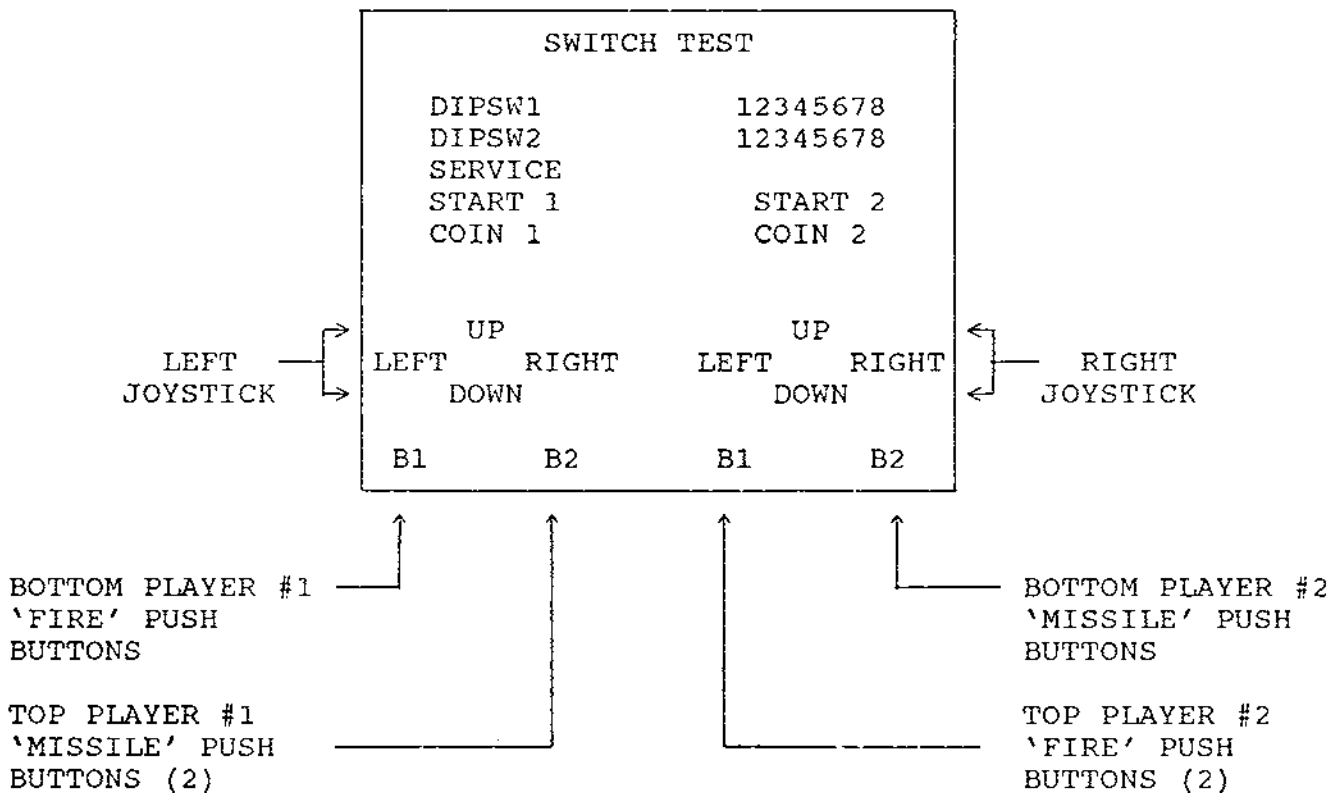 SWITCH TEST
DIPSW1 12345678
DIPSW2 12345678
SERVICE
START 1 START 2
COIN 1 COIN 2
UP UP
LEFT JOYSTICK
LEFT RIGHT LEFT RIGHT
RIGHT JOYSTICK
DOWN DOWN
B1 B2 B1 B2
BOTTOM PLAYER #1
'FIRE' PUSH
BUTTONS
BOTTOM PLAYER #2
'MISSILE' PUSH
BUTTONS
TOP PLAYER #1
'MISSILE' PUSH
BUTTONS (2)
TOP PLAYER #2
'FIRE' PUSH
BUTTONS (2)